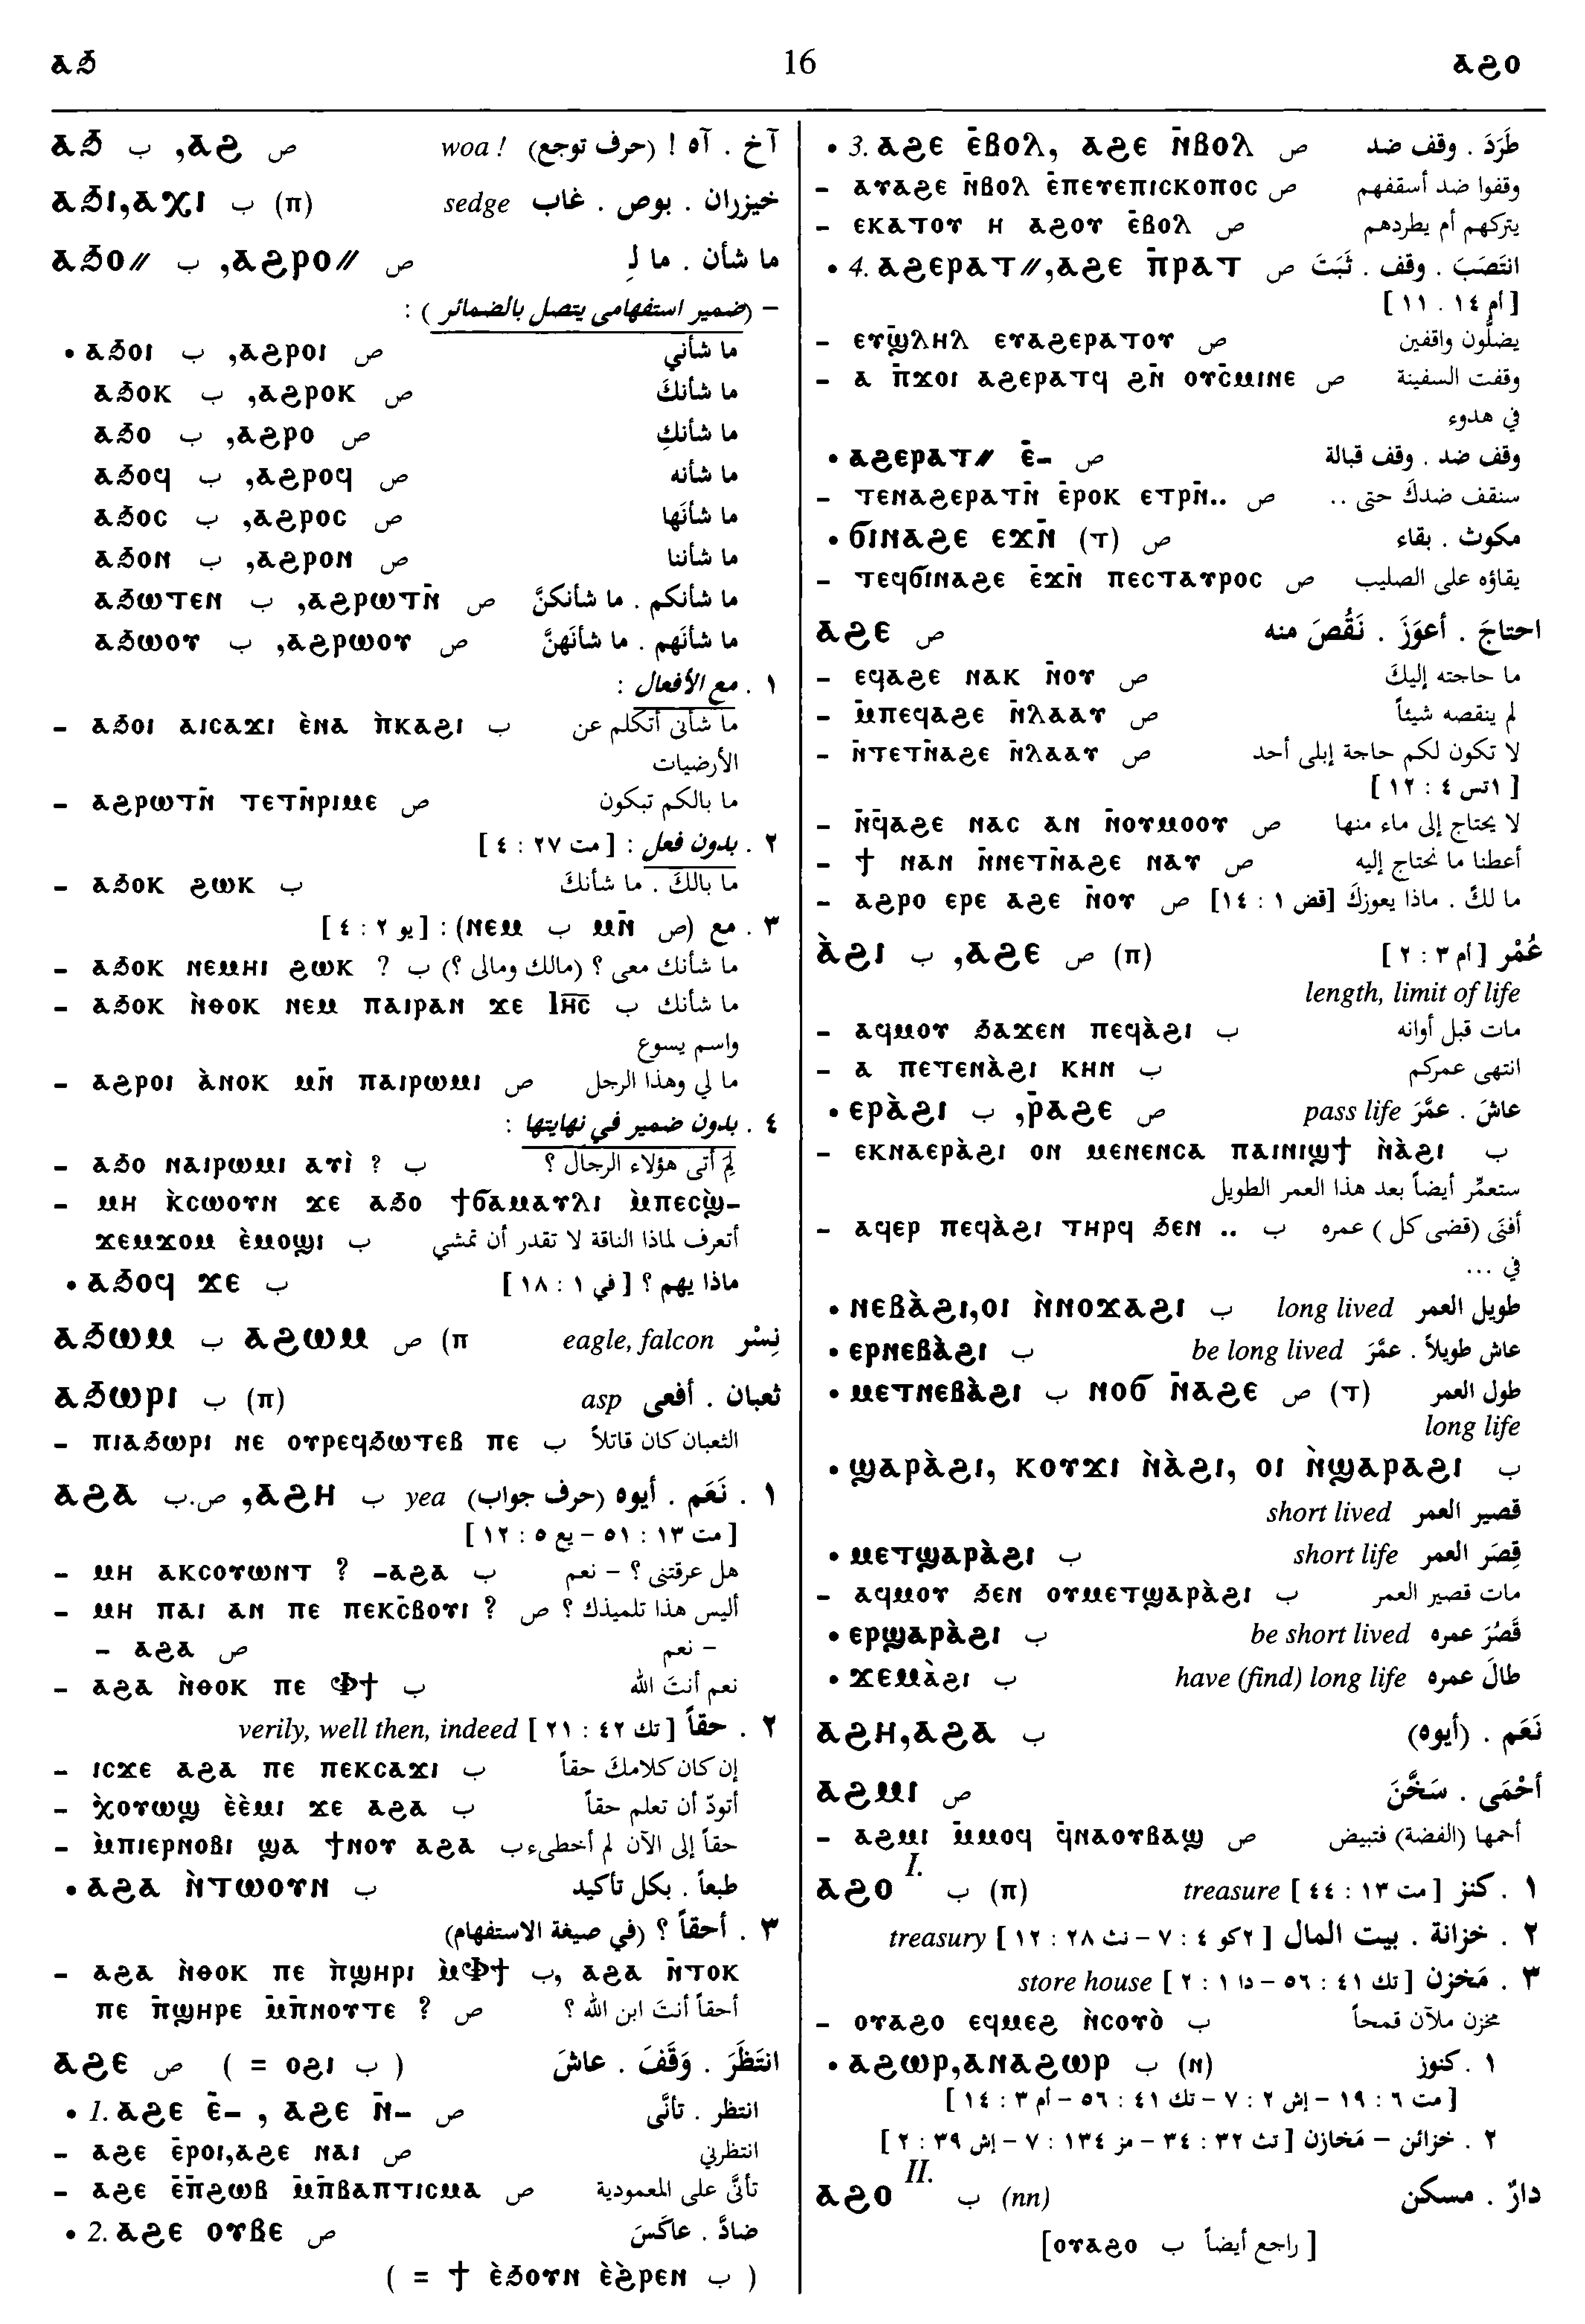 ⲁϧ 16 ⲁϩⲟ
ⲁϧ ب ,ⲁϩ ص آخ . آه ! (حرف توجع) woa !
ⲁϧⲓ,ⲁⲭⲓ ب (ⲡ) خيزران . بوص . غاب sedge
ⲁϧⲟ// ب ,ⲁϩⲣⲟ// ص ما شأن . ما لـِ
– (ضمير استفهامى يتصل بالضمائر) :
• ⲁϧⲟⲓ ب ,ⲁϩⲣⲟⲓ ص ما شأني
ⲁϧⲟⲕ ب ,ⲁϩⲣⲟⲕ ص ما شأنكَ
ⲁϧⲟ ب ,ⲁϩⲣⲟ ص ما شأنكِ
ⲁϧⲟϥ ب ,ⲁϩⲣⲟϥ ص ما شأنه
ⲁϧⲟⲥ ب ,ⲁϩⲣⲟⲥ ص ما شأنَها
ⲁϧⲟⲛ ب ,ⲁϩⲣⲟⲛ ص ما شأننا
ⲁϧⲱⲧⲉⲛ ب ,ⲁϩⲣⲱⲧⲛ̄ ص ما شأنكم . ما شأنكنَّ
ⲁϧⲱⲟⲩ ب ,ⲁϩⲣⲱⲟⲩ ص ما شأنَهم . ما شأنَهنَّ
١ . مع الأفعال :
– ⲁϧⲟⲓ ⲁⲓⲥⲁϫⲓ ⲉ̀ⲛⲁ ⲡ̀ⲕⲁϩⲓ ب ما شأنى أتكلم عن
الأرضيات
– ⲁϩⲣⲱⲧⲛ̄ ⲧⲉⲧⲛ̄ⲣⲓⲙⲉ ص ما بالكم تبكون
٢ . بدون فعل : [ مت ٢٧ : ٤ ]
– ⲁϧⲟⲕ ϩⲱⲕ ب ما بالكَ . ما شأنكَ
٣ . مع (ص ⲙⲛ̄ ب ⲛⲉⲙ) : [ يو ٢ : ٤ ]
– ⲁϧⲟⲕ ⲛⲉⲙⲏⲓ ϩⲱⲕ ? ب ما شأنك معى ؟ (مالك ومالى ؟)
– ⲁϧⲟⲕ ⲛ̀ⲑⲟⲕ ⲛⲉⲙ ⲡⲁⲓⲣⲁⲛ ϫⲉ ⲓⲏ̅ⲥ̅ ب ما شأنك
واسم يسوع
– ⲁϩⲣⲟⲓ ⲁ̀ⲛⲟⲕ ⲙⲛ̄ ⲡⲁⲓⲣⲱⲙⲓ ص ما لي وهذا الرجل
٤ . بدون ضمير في نهايتها :
– ⲁϧⲟ ⲛⲁⲓⲣⲱⲙⲓ ⲁⲩⲓ̀ ? ب لِمَ أتى هؤلاء الرجال ؟
– ⲙⲏ ⲕ̀ⲥⲱⲟⲩⲛ ϫⲉ ⲁϧⲟ ϯϭⲁⲙⲁⲩⲗⲓ ⲙ̀ⲡⲉⲥϣ̀–
ϫⲉⲙϫⲟⲙ ⲉ̀ⲙⲟϣⲓ ب أتعرف لماذا الناقة لا تقدر أن تمشي
• ⲁϧⲟϥ ϫⲉ ب ماذا يهم ؟ [ في ١ : ١٨ ]
ⲁϧⲱⲙ ب ⲁϩⲱⲙ ص (ⲡ نِسْر eagle, falcon
ⲁϧⲱⲣⲓ ب (ⲡ) ثعبان . أفعى asp
– ⲡⲓⲁϧⲱⲣⲓ ⲛⲉ ⲟⲩⲣⲉϥϧⲱⲧⲉⲃ ⲡⲉ ب الثعبان كان قاتلاً
ⲁϩⲁ ص.ب ,ⲁϩⲏ ب ١ . نَعَم . أيوه (حرف جواب) yea
[ مت ١٣ : ٥١ – يع ٥ : ١٢ ]
– ⲙⲏ ⲁⲕⲥⲟⲩⲱⲛⲧ ? –ⲁϩⲁ ب هل عرقتنى ؟ – نعم
– ⲙⲏ ⲡⲁⲓ ⲁⲛ ⲡⲉ ⲡⲉⲕⲥ̄ⲃⲟⲩⲓ ? ص أليس هذا تلميذك ؟
– ⲁϩⲁ ص – نعم
– ⲁϩⲁ ⲛ̀ⲑⲟⲕ ⲡⲉ ⲫϯ ب نعم أنتَ الله
٢ . حقاً [ تك ٤٢ : ٢١ ] verily, well then, indeed
– ⲓⲥϫⲉ ⲁϩⲁ ⲡⲉ ⲡⲉⲕⲥⲁϫⲓ ب إن كان كلامكَ حقاً
– ⲭ̀ⲟⲩⲱϣ ⲉ̀ⲉ̀ⲙⲓ ϫⲉ ⲁϩⲁ ب أتودّ أن تعلم حقاً
– ⲙ̀ⲡⲓⲉⲣⲛⲟⲃⲓ ϣⲁ ϯⲛⲟⲩ ⲁϩⲁ ب حقاً إلى الآن لم أخطىء
• ⲁϩⲁ ⲛ̀ⲧⲱⲟⲩⲛ ب طبعاً . بكل تأكيد
٣ . أحقاً ؟ (في صيغة الاستفهام)
– ⲁϩⲁ ⲛ̀ⲑⲟⲕ ⲡⲉ ⲡ̀ϣⲏⲣⲓ ⲙ̀ⲫϯ ب, ⲁϩⲁ ⲛ̄ⲧⲟⲕ
ⲡⲉ ⲡ̄ϣⲏⲣⲉ ⲙ̄ⲡ̄ⲛⲟⲩⲧⲉ ? ص أحقاً أنتَ ابن الله ؟
ⲁϩⲉ ص ( = ⲟϩⲓ ب ) انتَظَرَ . وَقَفَ . عاشَ
• 1. ⲁϩⲉ ⲉ̄– , ⲁϩⲉ ⲛ̄– ص انتظر . تأنَّى
– ⲁϩⲉ ⲉ̄ⲣⲟⲓ,ⲁϩⲉ ⲛⲁⲓ ص انتظرني
– ⲁϩⲉ ⲉ̄ⲡ̄ϩⲱⲃ ⲙ̄ⲡ̄ⲃⲁⲡⲧⲓⲥⲙⲁ ص تأنَّى على المعمودية
• 2. ⲁϩⲉ ⲟⲩⲃⲉ ص ضادَّ . عاكَسَ
( = ϯ ⲉ̀ϧⲟⲩⲛ ⲉ̀ϩⲣⲉⲛ ب )
• 3. ⲁϩⲉ ⲉ̄ⲃⲟⲗ, ⲁϩⲉ ⲛ̄ⲃⲟⲗ ص طَرَدَ . وقف ضد
– ⲁⲩⲁϩⲉ ⲛ̄ⲃⲟⲗ ⲉ̄ⲡⲉⲩⲉⲡⲓⲥⲕⲟⲡⲟⲥ ص وقفوا ضد أسقفهم
– ⲉⲕⲁⲧⲟⲩ ⲏ ⲁϩⲟⲩ ⲉ̄ⲃⲟⲗ ص يتركهم أم يطردهم
• 4. ⲁϩⲉⲣⲁⲧ//,ⲁϩⲉ ⲡ̄ⲣⲁⲧ ص انتَصَبَ . وقف . ثَبَتَ
[ أم ١٤ . ١١ ]
– ⲉⲩϣ̄ⲗⲏⲗ ⲉⲩⲁϩⲉⲣⲁⲧⲟⲩ ص يضلُّون واقفين
– ⲁ ⲡ̄ϫⲟⲓ ⲁϩⲉⲣⲁⲧϥ ϩⲛ̄ ⲟⲩⲥ̄ⲙⲓⲛⲉ ص وقفت السفينة
في هدوء
• ⲁϩⲉⲣⲁⲧ// ⲉ̄– ص وقف ضد . وقف قبالة
– ⲧⲉⲛⲁϩⲉⲣⲁⲧⲛ̄ ⲉ̄ⲣⲟⲕ ⲉⲧⲣⲛ̄.. ص سنقف ضدكَ حتى ..
• ϭⲓⲛⲁϩⲉ ⲉϫⲛ̄ (ⲧ) ص مكوث . بقاء
– ⲧⲉϥϭⲓⲛⲁϩⲉ ⲉ̄ϫⲛ̄ ⲡⲉⲥⲧⲁⲩⲣⲟⲥ ص بقاؤه على الصليب
ⲁϩⲉ ص احتاجَ . أعوَزَ . نَقُصَ منه
– ⲉϥⲁϩⲉ ⲛⲁⲕ ⲛ̄ⲟⲩ ص ما حاجته إليكَ
– ⲙ̄ⲡⲉϥⲁϩⲉ ⲛ̄ⲗⲁⲁⲩ ص لم ينقصه شيئاً
– ⲛ̄ⲧⲉⲧⲛ̄ⲁϩⲉ ⲛ̄ⲗⲁⲁⲩ ص لا تكون لكم حاجة إبلى أحد
[ ١تس ٤ : ١٢ ]
– ⲛ̄ϥ̄ⲁϩⲉ ⲛⲁⲥ ⲁⲛ ⲛ̄ⲟⲩⲙⲟⲟⲩ ص لا يحتاج إلى ماء منها
– ϯ ⲛⲁⲛ ⲛ̄ⲛⲉⲧⲛ̄ⲁϩⲉ ⲛⲁⲩ ص أعطنا ما نحتاج إليه
– ⲁϩⲣⲟ ⲉⲣⲉ ⲁϩⲉ ⲛ̄ⲟⲩ ص ما لكَ . ماذا يعوزكَ [قض ١ : ١٤]
ⲁ̀ϩⲓ ب ,ⲁϩⲉ ص (ⲡ) عُمْر [ أم ٣ : ٢ ]
length, limit of life
– ⲁϥⲙⲟⲩ ϧⲁϫⲉⲛ ⲡⲉϥⲁ̀ϩⲓ ب مات قبل أوانه
– ⲁ ⲡⲉⲧⲉⲛⲁ̀ϩⲓ ⲕⲏⲛ ب انتهى عمركم
• ⲉⲣⲁ̀ϩⲓ ب ,ⲣ̄ⲁϩⲉ ص عاشَ . عمَّرَ pass life
– ⲉⲕⲛⲁⲉⲣⲁ̀ϩⲓ ⲟⲛ ⲙⲉⲛⲉⲛⲥⲁ ⲡⲁⲓⲛⲓϣϯ ⲛ̀ⲁ̀ϩⲓ ب
ستعمّر أيضاً بعد هذا العمر الطويل
– ⲁϥⲉⲣ ⲡⲉϥⲁ̀ϩⲓ ⲧⲏⲣϥ ϧⲉⲛ .. ب أفنَى (قضى كل ) عمره
في ...
• ⲛⲉⲃⲁ̀ϩⲓ,ⲟⲓ ⲛ̀ⲛⲟϫⲁϩⲓ ب طويل العمر long lived
• ⲉⲣⲛⲉⲃⲁ̀ϩⲓ ب عاش طويلاً . عمَّرَ be long lived
• ⲙⲉⲧⲛⲉⲃⲁ̀ϩⲓ ب ⲛⲟϭ ⲛ̄ⲁϩⲉ ص (ⲧ) طول العمر
long life
• ϣⲁⲣⲁ̀ϩⲓ, ⲕⲟⲩϫⲓ ⲛ̀ⲁ̀ϩⲓ, ⲟⲓ ⲛ̀ϣⲁⲣⲁϩⲓ ب
قصير العمر short lived
• ⲙⲉⲧϣⲁⲣⲁ̀ϩⲓ ب قِصَر العمر short life
– ⲁϥⲙⲟⲩ ϧⲉⲛ ⲟⲩⲙⲉⲧϣⲁⲣⲁ̀ϩⲓ ب مات قصير العمر
• ⲉⲣϣⲁⲣⲁ̀ϩⲓ ب قَصُرَ عمره be short lived
• ϫⲉⲙⲁ̀ϩⲓ ب طالَ عمره have (find) long life
ⲁϩⲏ,ⲁϩⲁ ب نَعَم . (أيوه)
ⲁϩⲙⲓ ص أحْمَى . سَخَّنَ
– ⲁϩⲙⲓ ⲙ̄ⲙⲟϥ ϥ̄ⲛⲁⲟⲩⲃⲁϣ ص أحمها (الفضة) فتبيض
ⲁϩⲟ I. ب (ⲡ) ١ . كنز [ مت ١٣ : ٤٤ ] treasure
٢ . خزانة . بيت المال [ ٢كو ٤ : ٧ – تث ٢٨ : ١٢ ] treasury
٣ . مَخزن [ تك ٤١ : ٥٦ – دا ١ : ٢ ] store house
– ⲟⲩⲁϩⲟ ⲉϥⲙⲉϩ ⲛ̀ⲥⲟⲩⲟ̀ ب مخزن ملآن قمحاً
• ⲁϩⲱⲣ,ⲁⲛⲁϩⲱⲣ ب (ⲛ) ١ . كنوز
[ مت ٦ : ١٩ – إش ٢ : ٧ – تك ٤١ : ٥٦ – أم ٣ : ١٤ ]
٢ . خزائن – مَخازن [ تث ٣٢ : ٣٤ – مز ١٣٤ : ٧ – إش ٣٩ : ٢ ]
ⲁϩⲟ II. ب (nn) دارٌ . مسكن
[ راجع أيضاً ب ⲟⲩⲁϩⲟ]